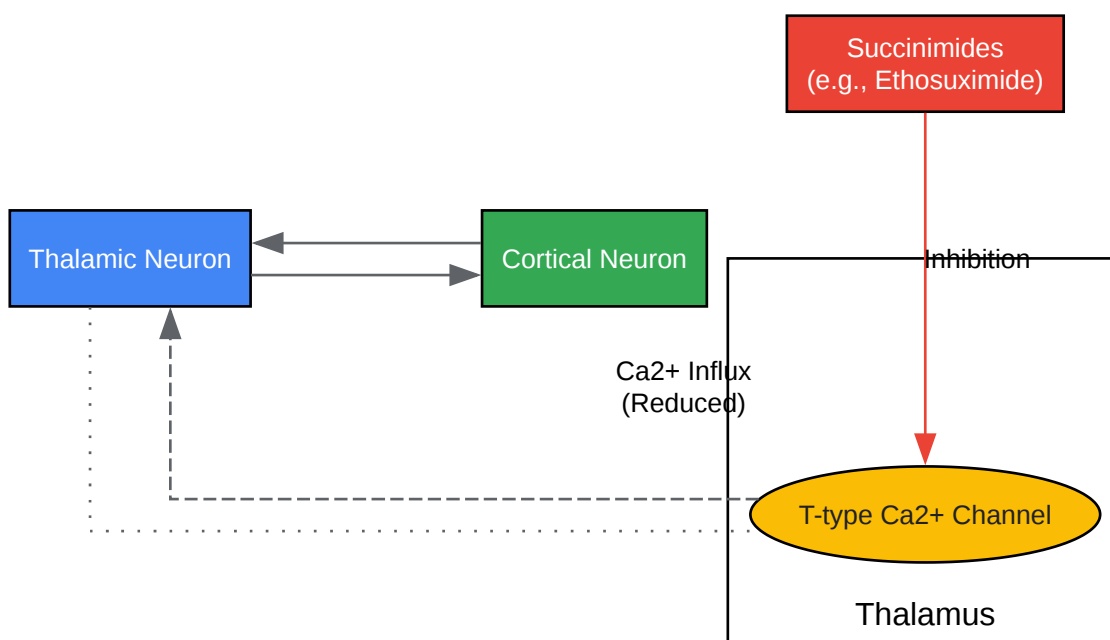 Succinimides
(e.g., Ethosuximide)
Thalamic Neuron
Cortical Neuron
Inhibition
Ca2+ Influx
(Reduced)
T-type Ca2+ Channel
Thalamus